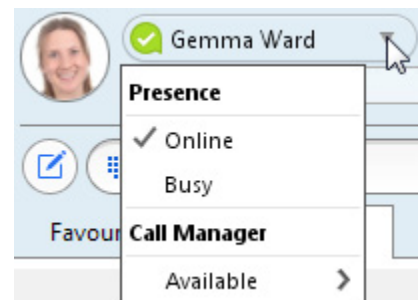 Gemma Ward
Presence
Online
Busy
Favour
Call Manager
Available